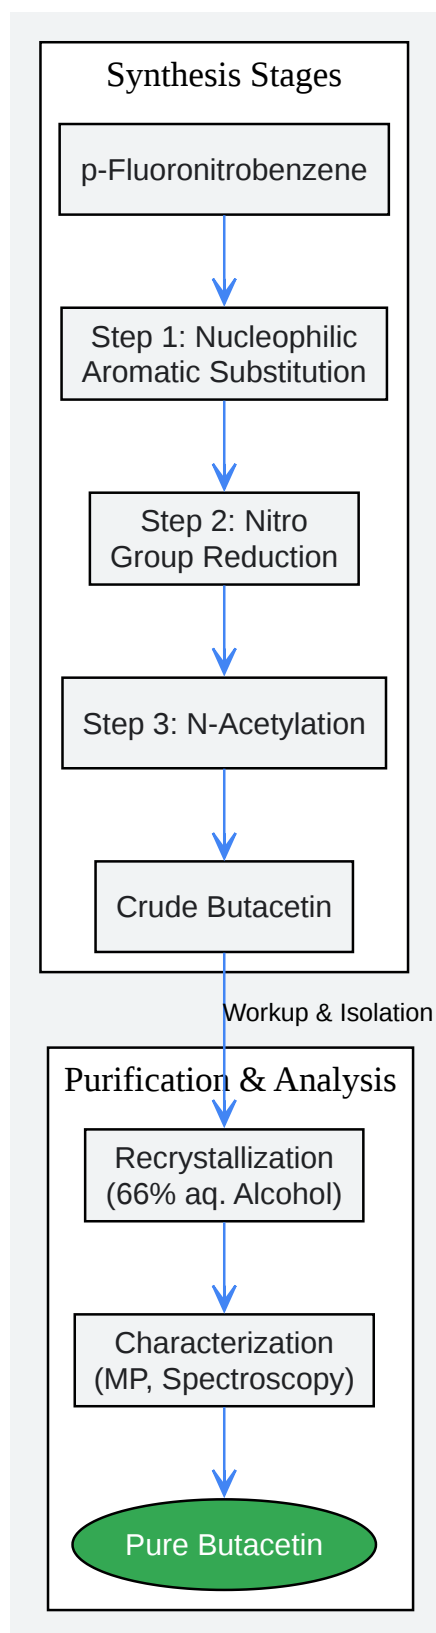 Synthesis Stages
p-Fluoronitrobenzene
Step 1: Nucleophilic
Aromatic Substitution
Step 2: Nitro
Group Reduction
Step 3: N-Acetylation
Crude Butacetin
Workup & Isolation
Purification & Analysis
Recrystallization
(66% aq. Alcohol)
Characterization
(MP, Spectroscopy)
Pure Butacetin